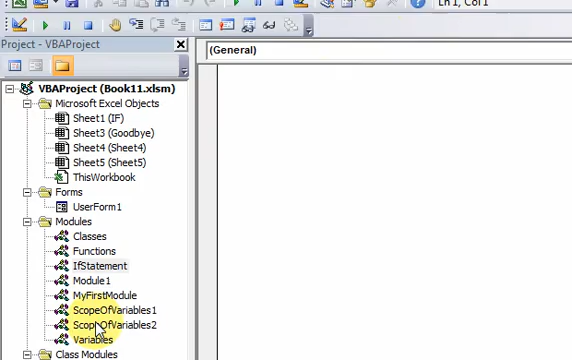 Ln 1, Col 1
Project - VBAProject
(General)
VBAProject (Book11.xlsm)
Microsoft Excel Objects
Sheet1 (IF)
Sheet3 (Goodbye)
Sheet4 (Sheet4)
Sheet5 (Sheet5)
ThisWorkbook
Forms
UserForm1
Modules
Classes
Functions
IfStatement
Module1
MyFirstModule
ScopeOfVariables1
ScopeOfVariables2
Variables
Class Modules